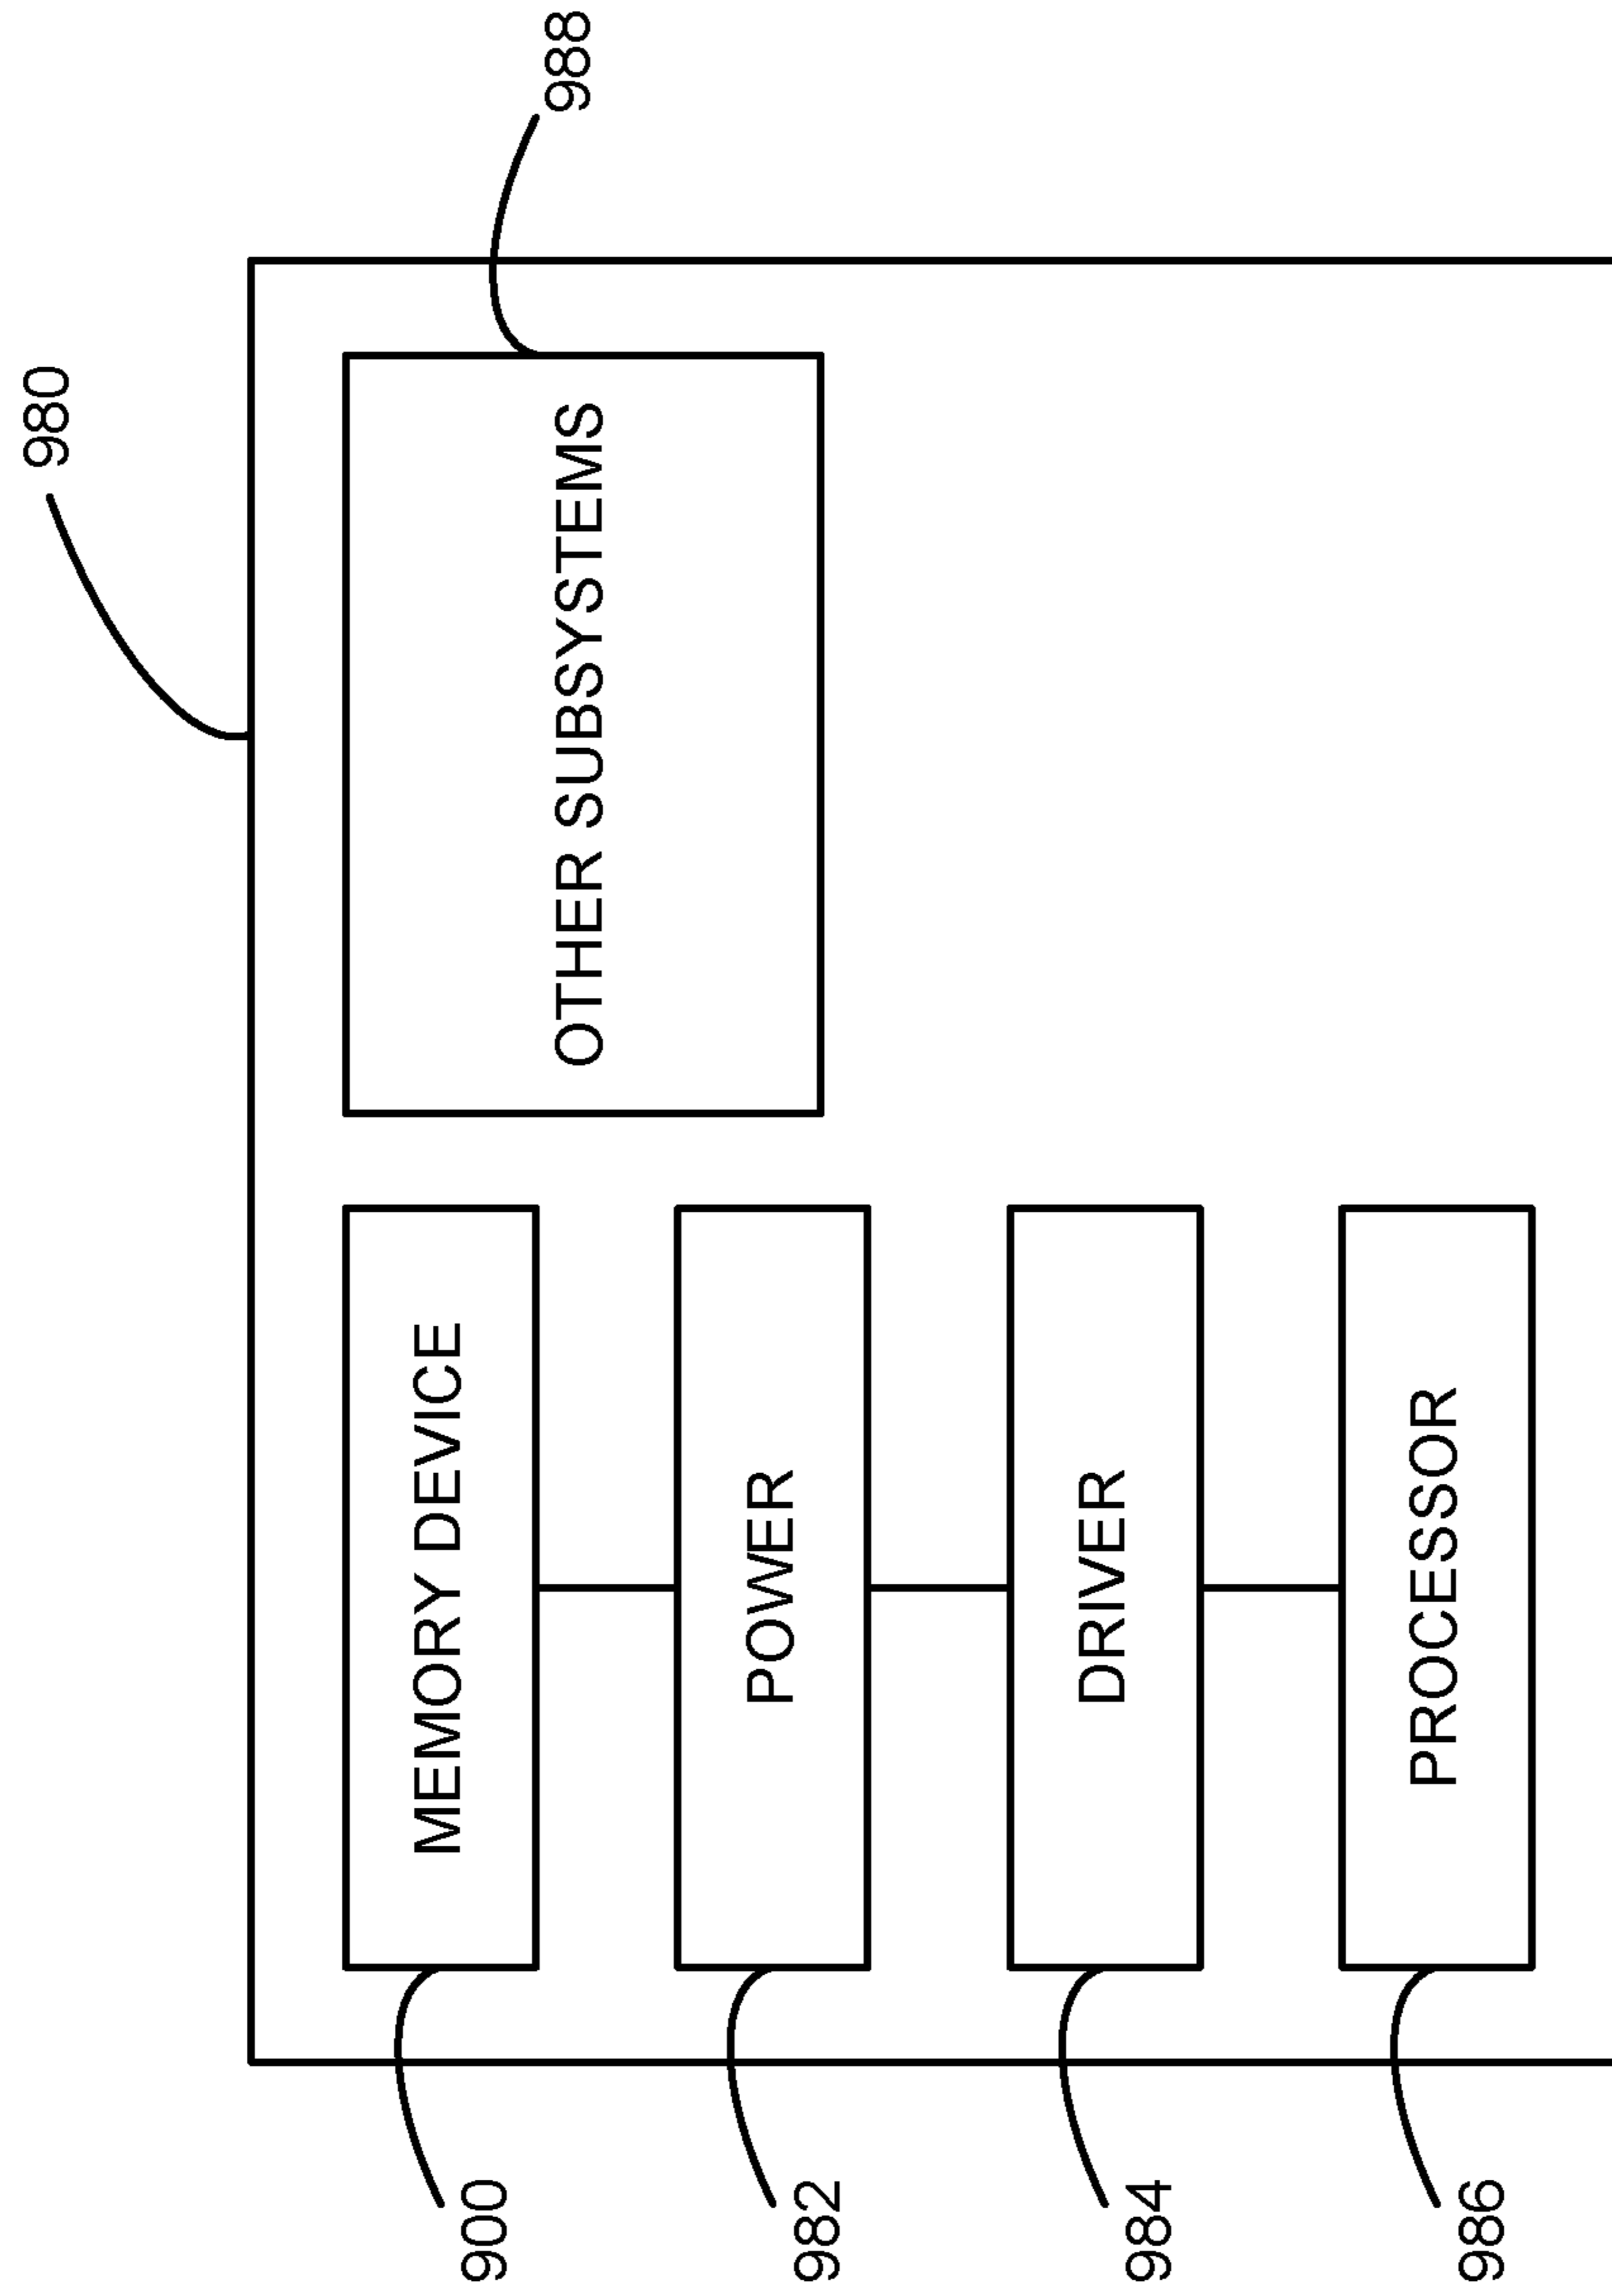 980
988
OTHER SUBSYSTEMS
MEMORY DEVICE
900
POWER
982
DRIVER
984
PROCESSOR
986